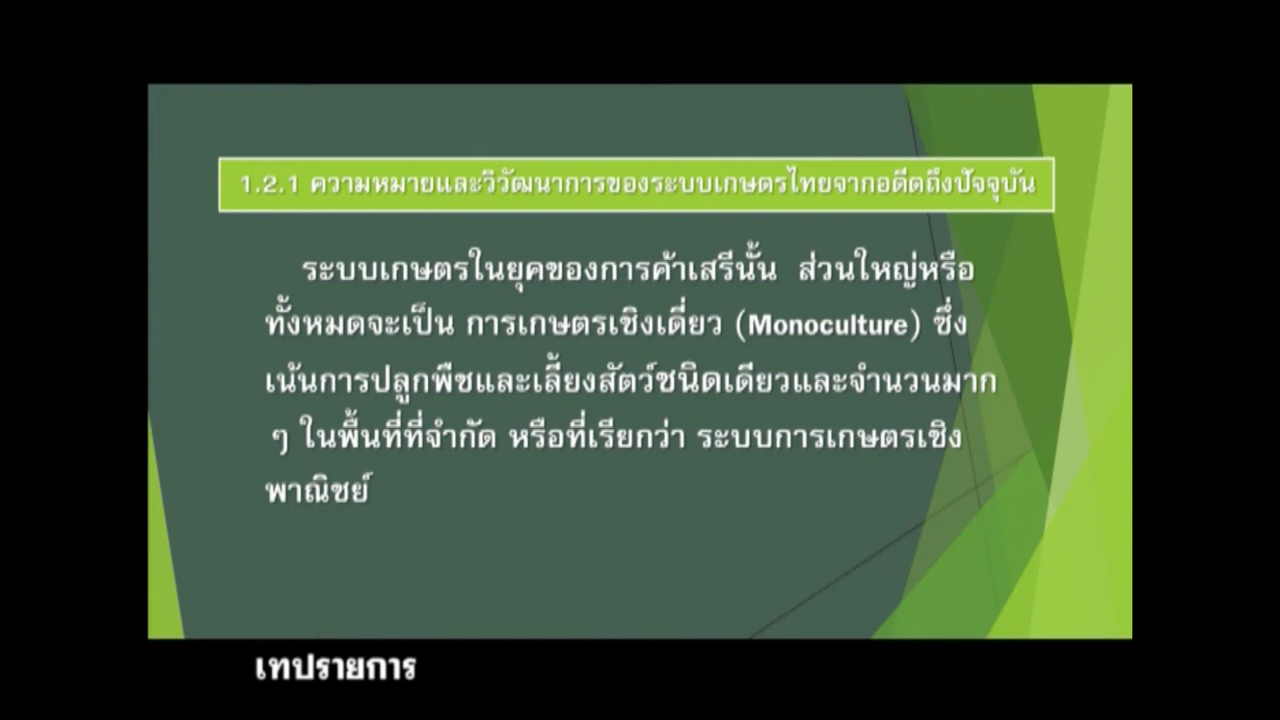 1.2.1 ความหมายและวิวัฒนาการของระบบเกษตรไทยจากอดีตถึงปัจจุบัน
ระบบเกษตรในยุคของการค้าเสรีนั้น ส่วนใหญ่หรือ
ทั้งหมดจะเป็น การเกษตรเชิงเดี่ยว (Monoculture) ซึ่ง
เน้นการปลูกพืชและเลี้ยงสัตว์ชนิดเดียวและจำนวนมาก
ๆ ในพื้นที่ที่จำกัด หรือที่เรียกว่า ระบบการเกษตรเชิง
พาณิชย์
เทปรายการ